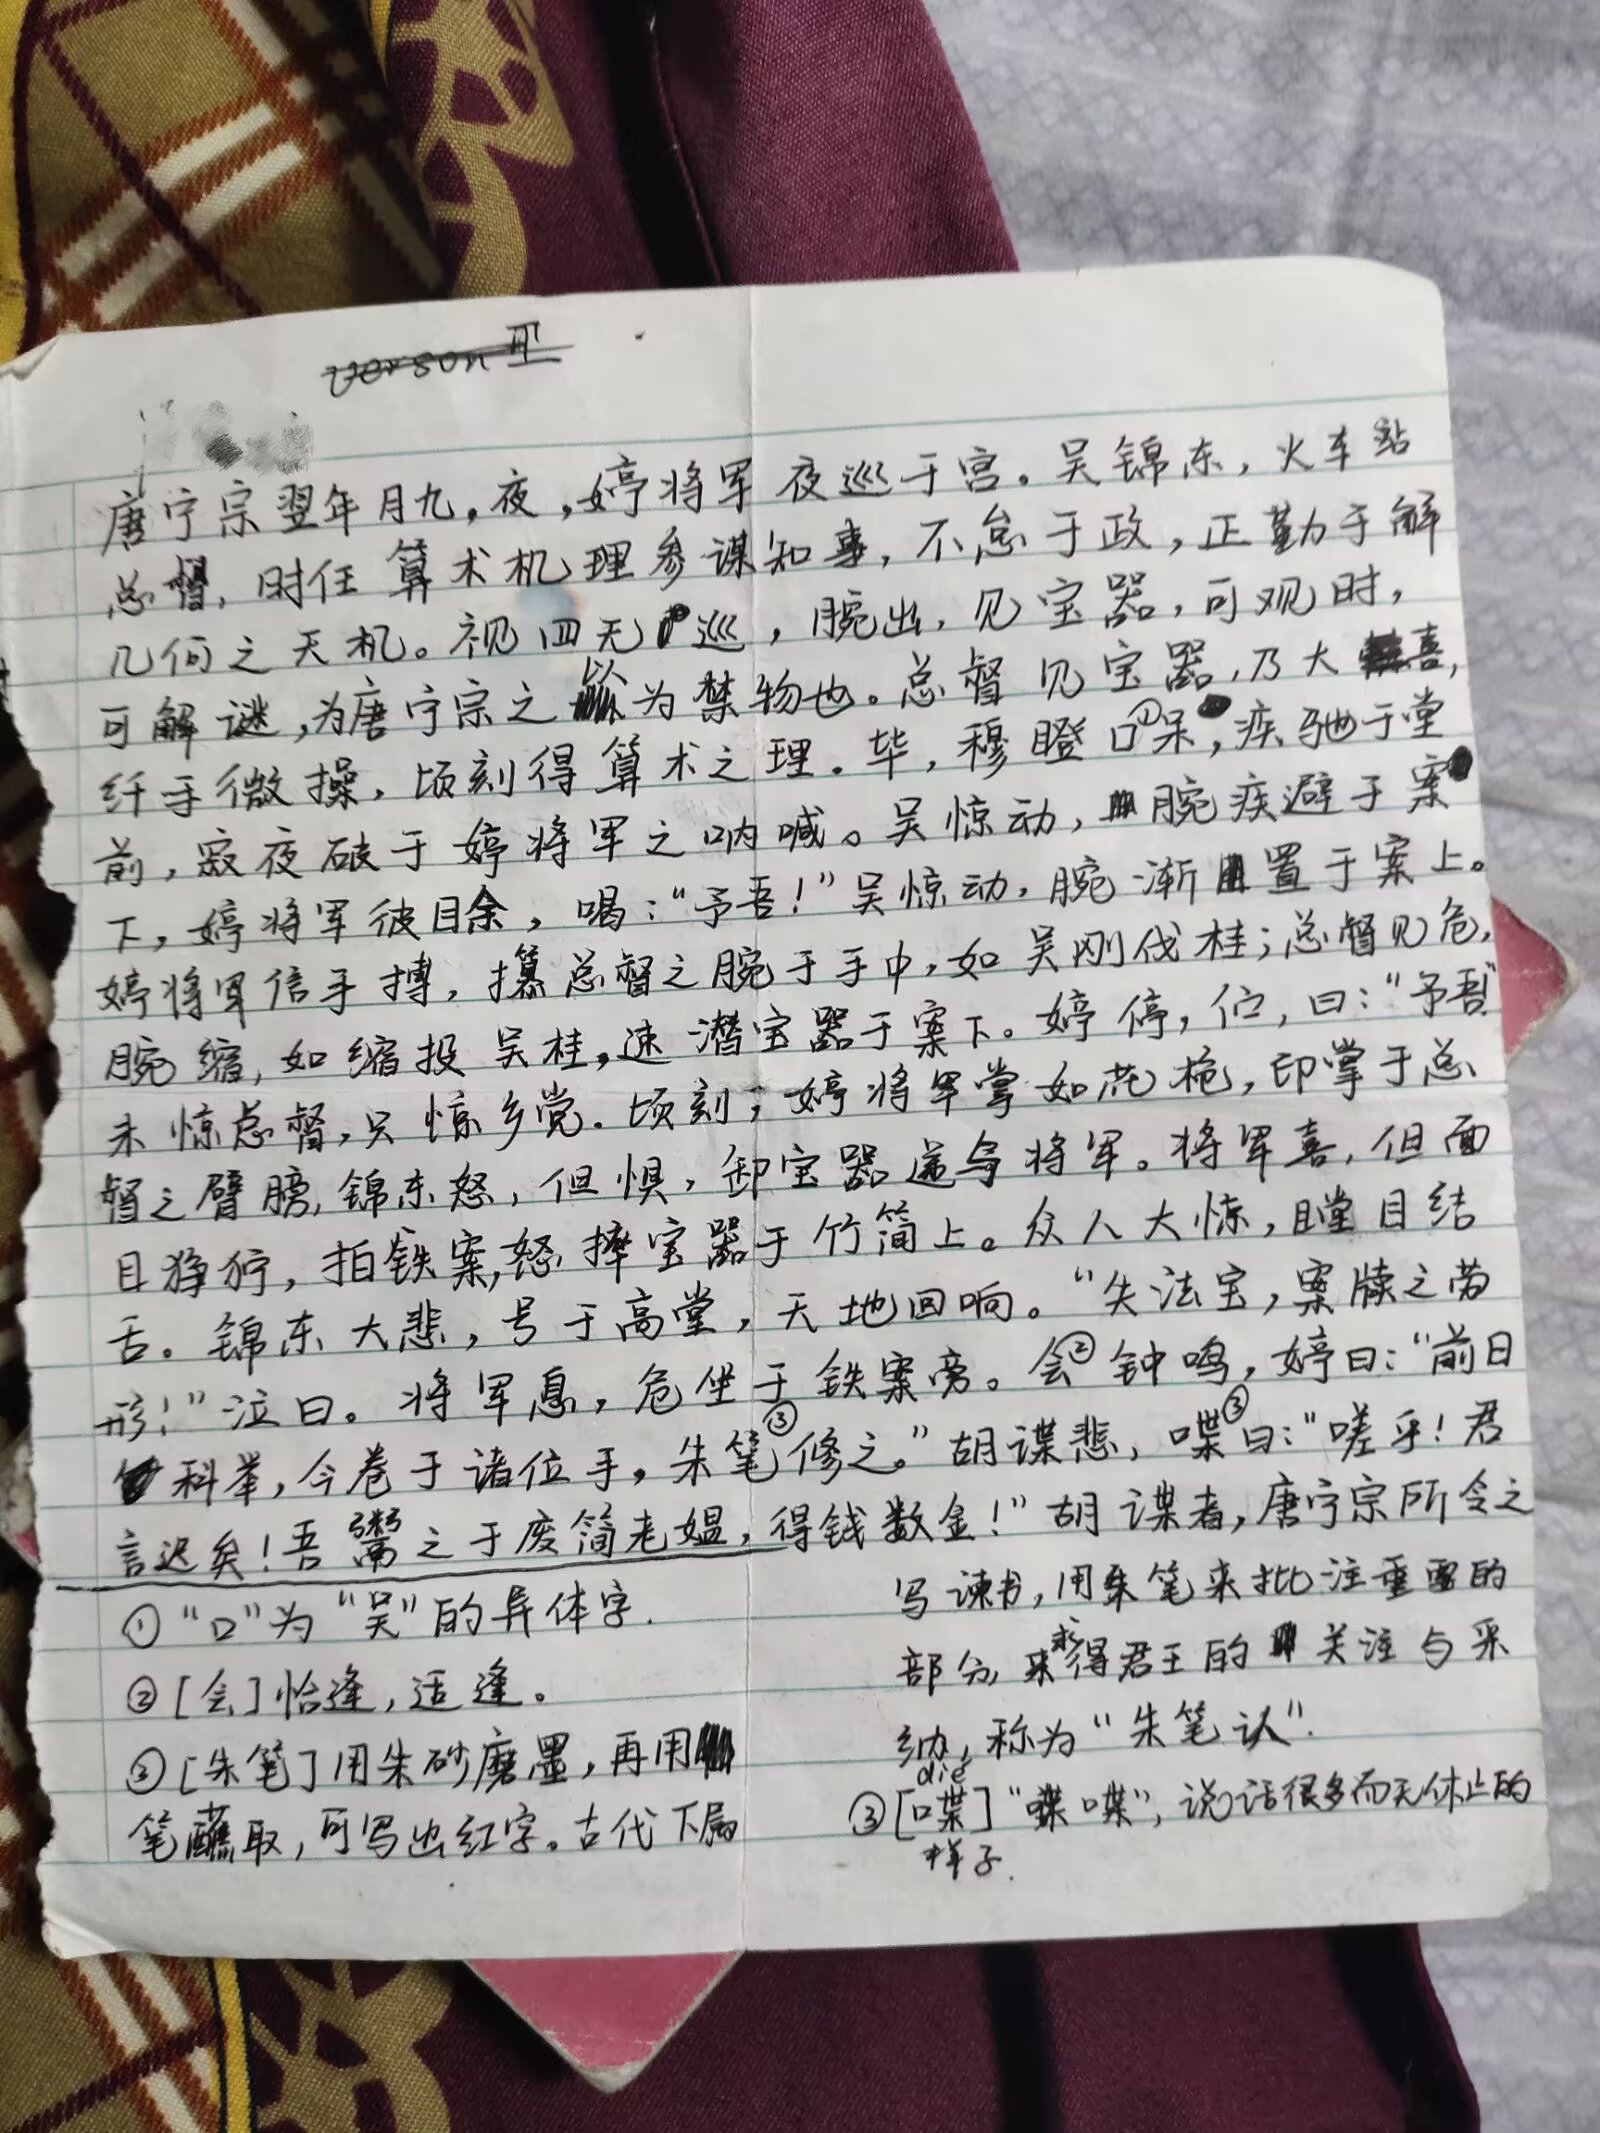 verson III
唐宁宗翌年月九，夜，婷将军夜巡于宫。吴锦东，火车站
总督，时任算术机理参谋知事，不怠于政，正勤于解
几何之天机。视四无巡，腕出，见宝器，可观时，
可解谜，为唐宁宗之以为禁物也。总督见宝器，乃大喜，
纤手微操，顷刻得算术之理。毕，穆瞪口①呆，疾驰于堂
前，寂夜破于婷将军之呐喊。吴惊动，腕疾避于案
下，婷将军彼目余，喝：“予吾！”吴惊动，腕渐置于案上。
婷将军信手搏，攥总督之腕于手中，如吴刚伐桂；总督见危，
腕缩，如缩投吴桂，速潜宝器于案下。婷停，伫，曰：“予吾”
未惊总督，只惊乡党。顷刻，婷将军掌如花枪，印掌于总
督之臂膀，锦东怒，但惧，卸宝器递与将军。将军喜，但面
目狰狞，拍铁案，怒摔宝器于竹简上。众人大惊，瞠目结
舌。锦东大悲，号于高堂，天地回响。“失法宝，案牍之劳
形！”泣曰。将军息，危坐于铁案旁。会②钟鸣，婷曰：“前日
科举，今卷于诸位手，朱笔③修之。”胡谍悲，喋③曰：“嗟乎！君
言迟矣！吾鬻之于废简老媪，得钱数金！”胡谍者，唐宁宗所令之
①“口”为“吴”的异体字.
②[会]恰逢，适逢。
③[朱笔]用朱砂磨墨，再用
笔蘸取，可写出红字。古代下属
写谏书，用朱笔来批注重要的
部分，来求得君王的关注与采
纳，称为“朱笔认”.
dié
③[喋]“喋喋”，说话很多而无休止的
样子.